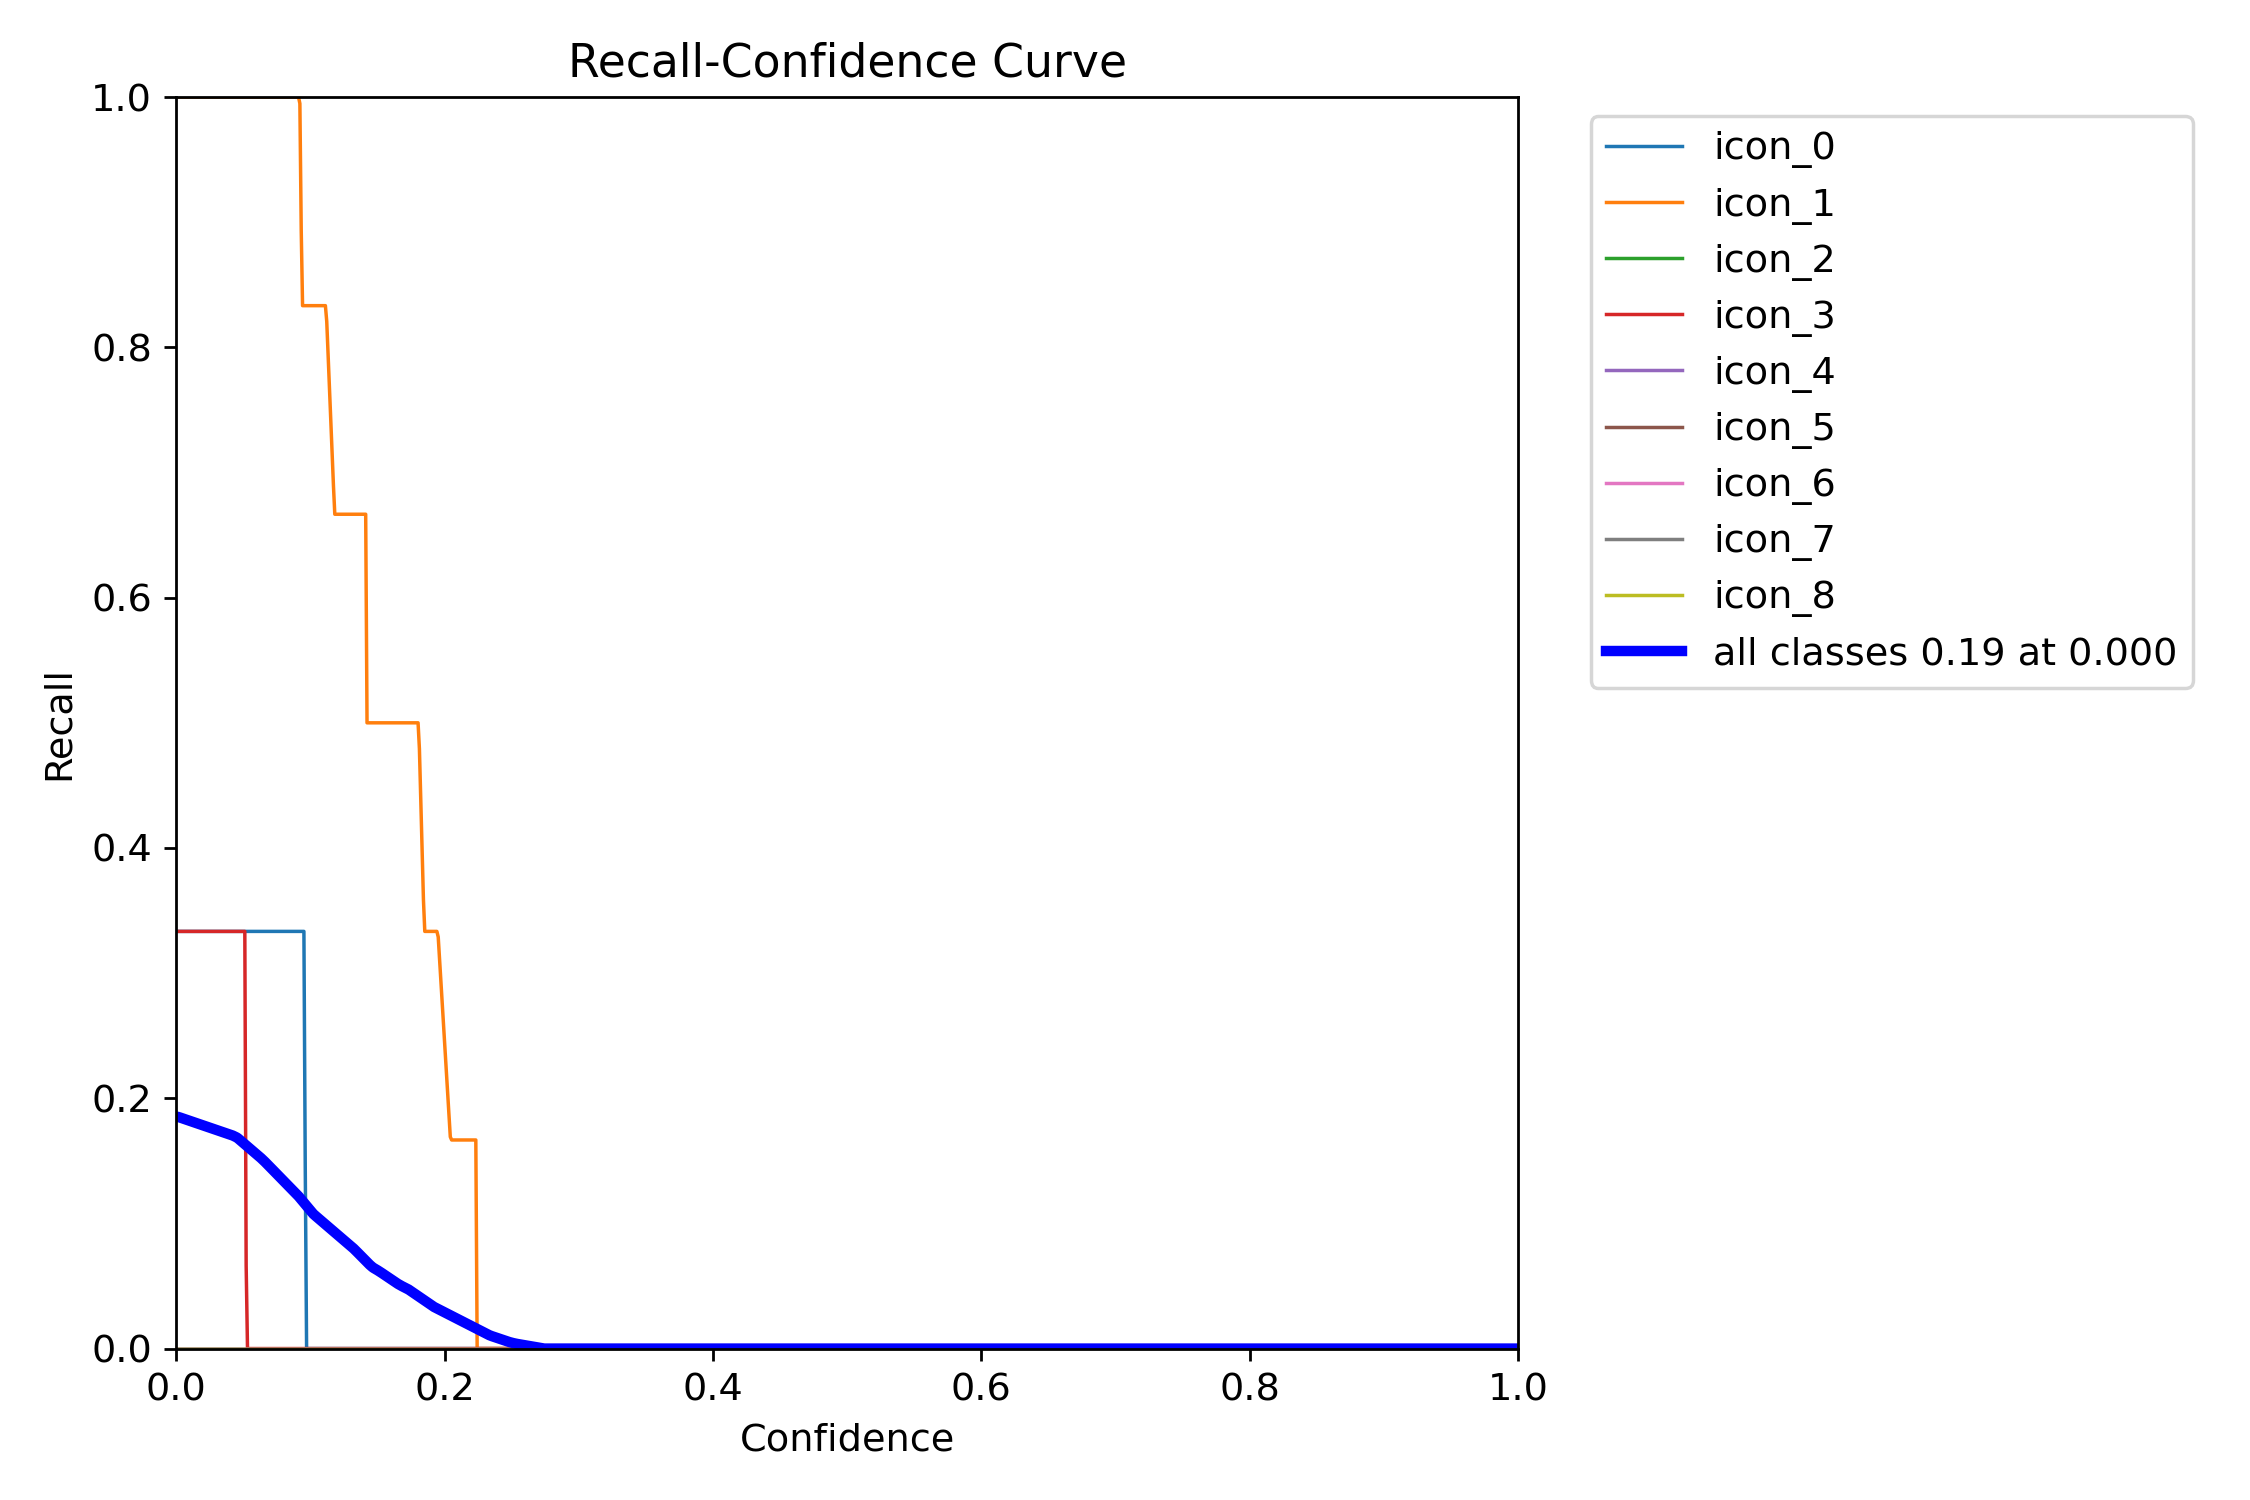 Recall-Confidence Curve
1.0
0.8
0.6
0.4
0.2
0.0
Recall
0.0 0.2 0.4 0.6 0.8 1.0
Confidence
icon_0
icon_1
icon_2
icon_3
icon_4
icon_5
icon_6
icon_7
icon_8
all classes 0.19 at 0.000